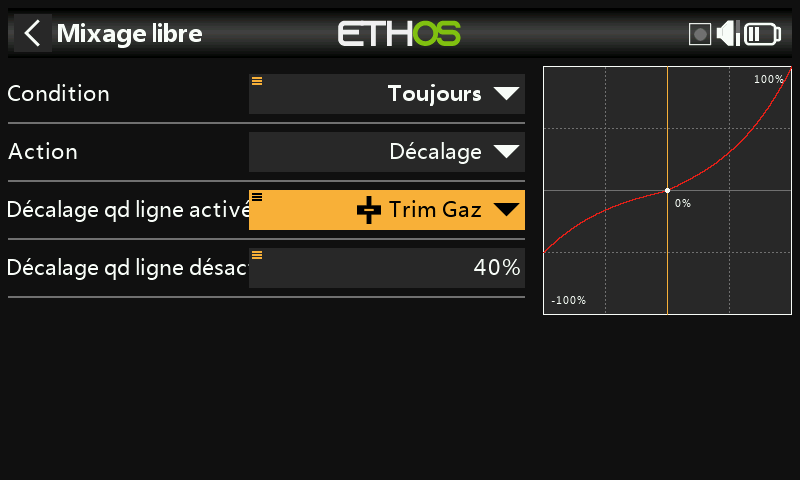 Mixage libre
ETHOS
Condition
Toujours
Action
Décalage
Décalage qd ligne activé
Trim Gaz
Décalage qd ligne désac
40%
100%
0%
-100%